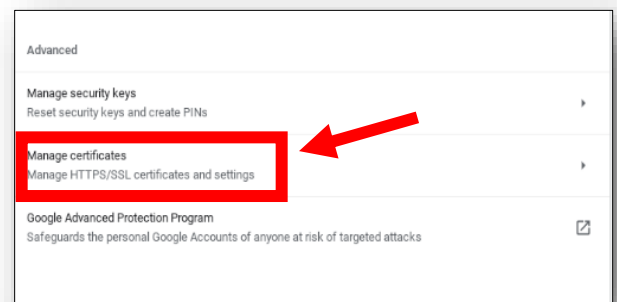 Advanced
Manage security keys
Reset security keys and create PINs
Manage certificates
Manage HTTPS/SSL certificates and settings
Google Advanced Protection Program
Safeguards the personal Google Accounts of anyone at risk of targeted attacks